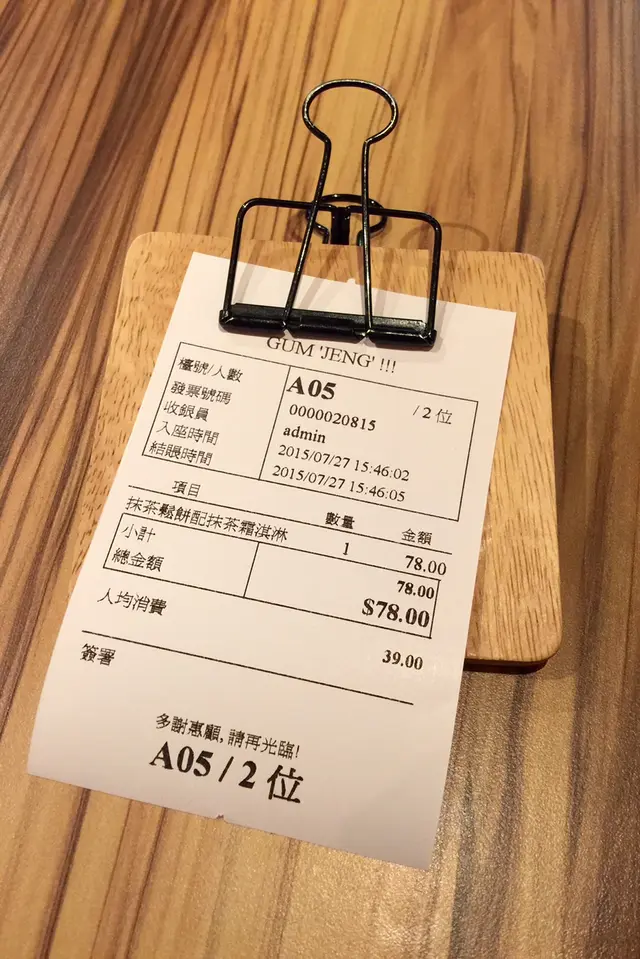 GUM 'JENG' !!!
檯號/人數 A05 / 2 位
發票號碼 0000020815
收銀員 admin
入座時間 2015/07/27 15:46:02
結賬時間 2015/07/27 15:46:05
項目 數量 金額
抹茶鬆餅配抹茶霜淇淋 1 78.00
小計 78.00
總金額 $78.00
人均消費 39.00
簽署
多謝惠顧, 請再光臨!
A05 / 2 位